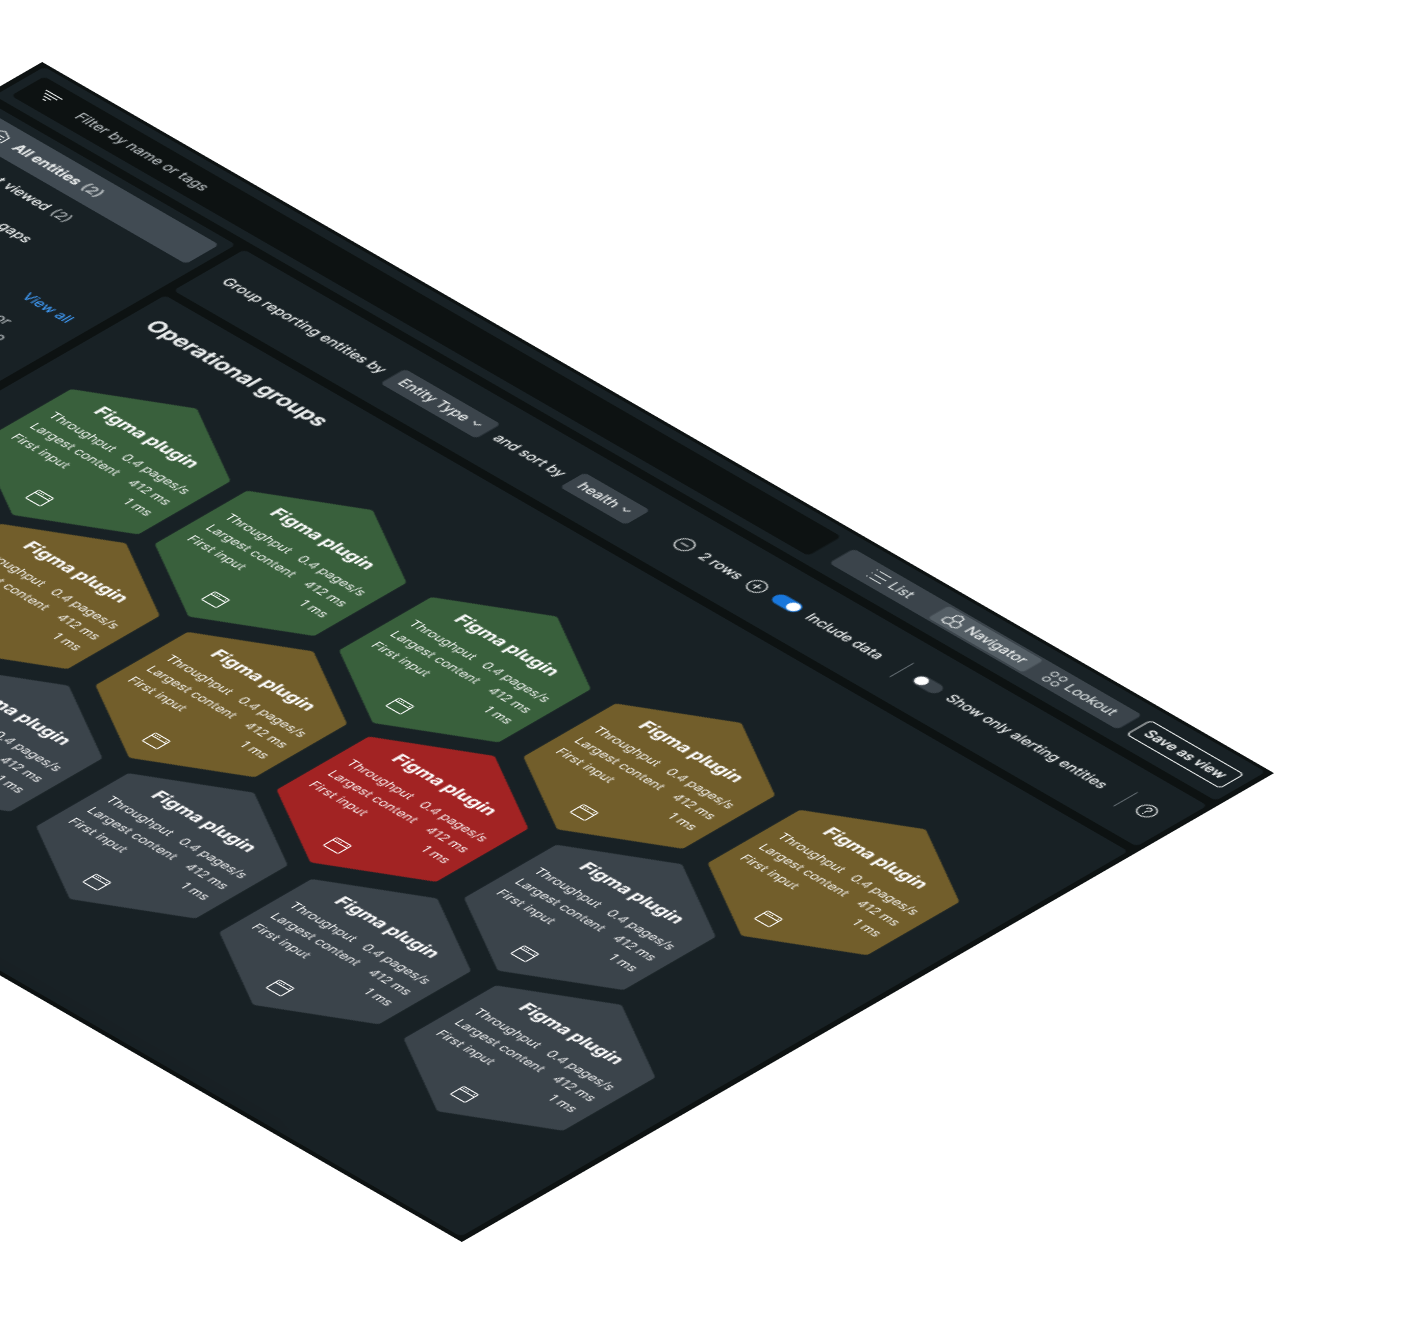 Filter by name or tags
All entities (2)
viewed (2)
gaps
View all
or
Group reporting entities by Entity Type and sort by health
2 rows
Include data
Show only alerting entities
?
List
Navigator
Lookout
Save as view
Operational groups
Figma plugin
Throughput 0.4 pages/s
Largest content 412 ms
First input 1 ms
Figma plugin
Throughput 0.4 pages/s
Largest content 412 ms
First input 1 ms
Figma plugin
Throughput 0.4 pages/s
Largest content 412 ms
First input 1 ms
Figma plugin
Throughput 0.4 pages/s
Largest content 412 ms
First input 1 ms
Figma plugin
Throughput 0.4 pages/s
Largest content 412 ms
First input 1 ms
Figma plugin
oughput 0.4 pages/s
content 412 ms
1 ms
Figma plugin
Throughput 0.4 pages/s
Largest content 412 ms
First input 1 ms
Figma plugin
Throughput 0.4 pages/s
Largest content 412 ms
First input 1 ms
Figma plugin
Throughput 0.4 pages/s
Largest content 412 ms
First input 1 ms
ma plugin
0.4 pages/s
412 ms
1 ms
Figma plugin
Throughput 0.4 pages/s
Largest content 412 ms
First input 1 ms
Figma plugin
Throughput 0.4 pages/s
Largest content 412 ms
First input 1 ms
Figma plugin
Throughput 0.4 pages/s
Largest content 412 ms
First input 1 ms